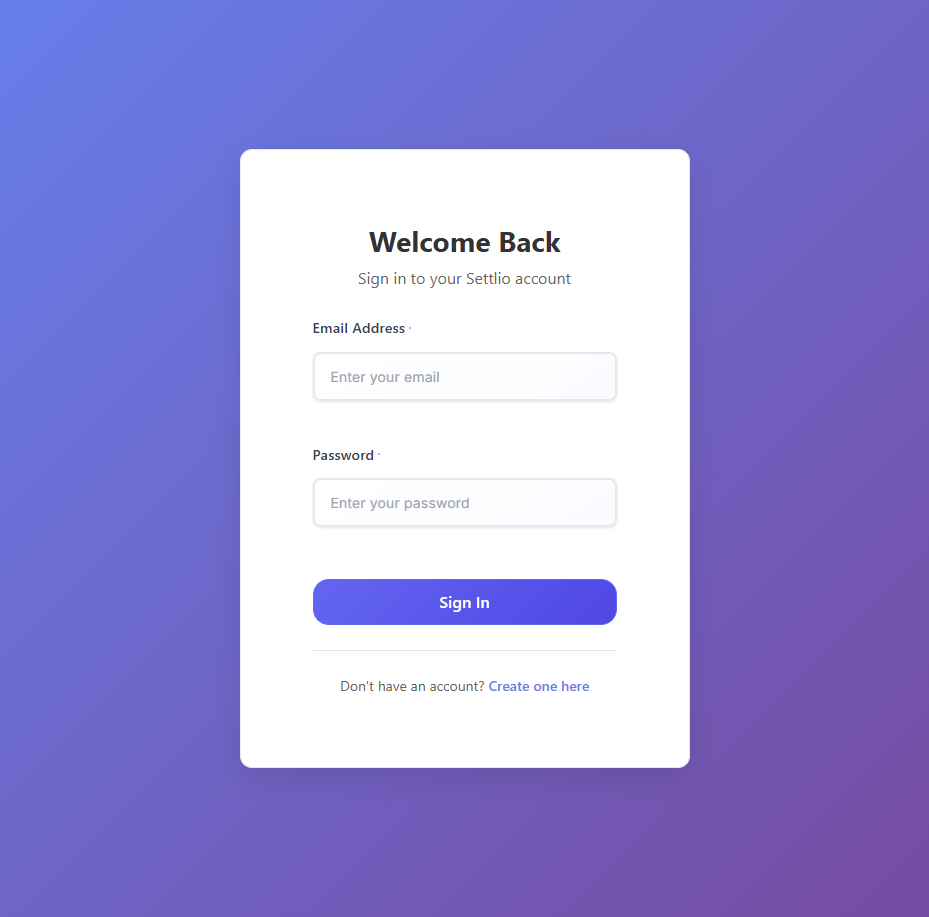 Welcome Back
Sign in to your Settlio account
Email Address ·
Enter your email
Password ·
Enter your password
Sign In
Don't have an account? Create one here